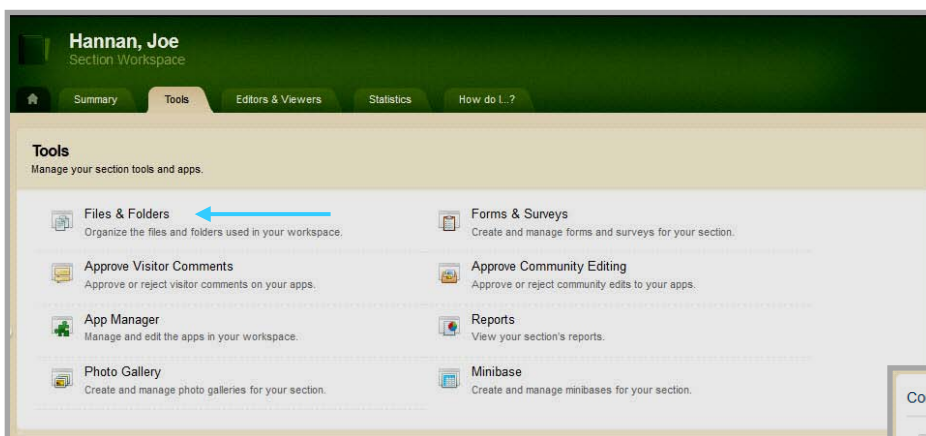 Hannan, Joe
Section Workspace
Summary
Tools
Editors & Viewers
Statistics
How do I...?
Tools
Manage your section tools and apps.
Files & Folders
Organize the files and folders used in your workspace.
Forms & Surveys
Create and manage forms and surveys for your section.
Approve Visitor Comments
Approve or reject visitor comments on your apps.
Approve Community Editing
Approve or reject community edits to your apps.
App Manager
Manage and edit the apps in your workspace.
Reports
View your section's reports.
Photo Gallery
Create and manage photo galleries for your section.
Minibase
Create and manage minibases for your section.
Co